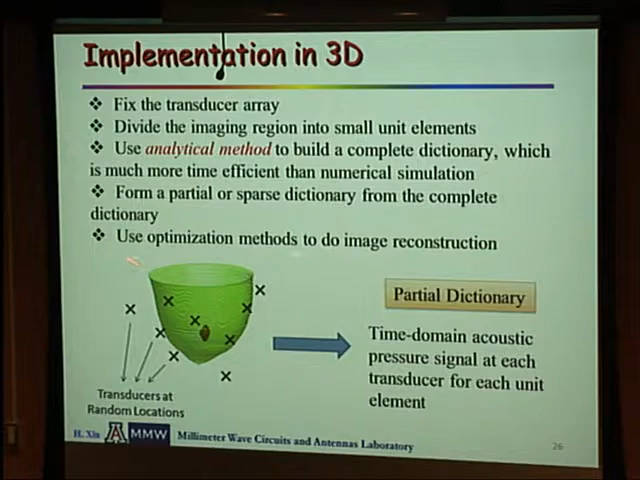 Implementation in 3D
❖ Fix the transducer array
❖ Divide the imaging region into small unit elements
❖ Use analytical method to build a complete dictionary, which
is much more time efficient than numerical simulation
❖ Form a partial or sparse dictionary from the complete
dictionary
❖ Use optimization methods to do image reconstruction
Partial Dictionary
Time-domain acoustic
pressure signal at each
transducer for each unit
element
Transducers at
Random Locations
H. Xin A MMW Millimeter Wave Circuits and Antennas Laboratory 26